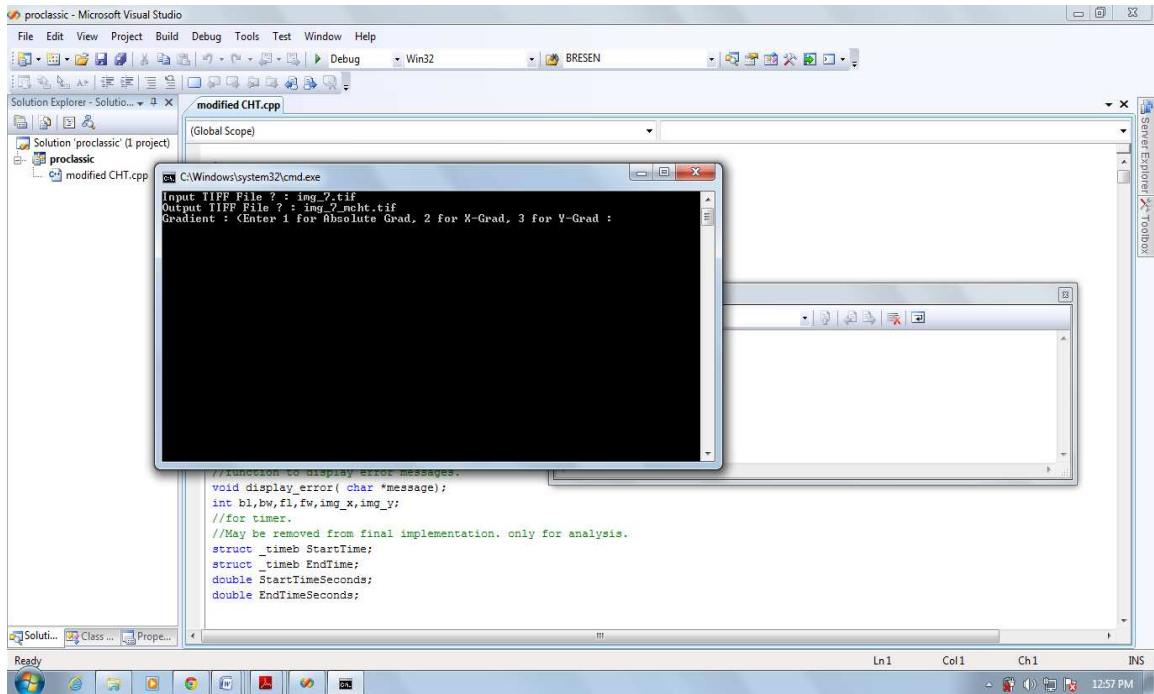 proclassic - Microsoft Visual Studio
File Edit View Project Build Debug Tools Test Window Help
Debug Win32 BRESEN
Solution Explorer - Solutio...
modified CHT.cpp
(Global Scope)
Solution 'proclassic' (1 project)
proclassic
modified CHT.cpp
Server Explorer
Toolbox
C:\Windows\system32\cmd.exe
Input TIFF File ? : img_7.tif
Output TIFF File ? : img_7_mcht.tif
Gradient : (Enter 1 for Absolute Grad, 2 for X-Grad, 3 for Y-Grad :
//function to display error messages.
void display_error( char *message);
int bl,bw,fl,fw,img_x,img_y;
//for timer.
//May be removed from final implementation. only for analysis.
struct _timeb StartTime;
struct _timeb EndTime;
double StartTimeSeconds;
double EndTimeSeconds;
Soluti... Class ... Prope...
Ready Ln 1 Col 1 Ch 1 INS
12:57 PM